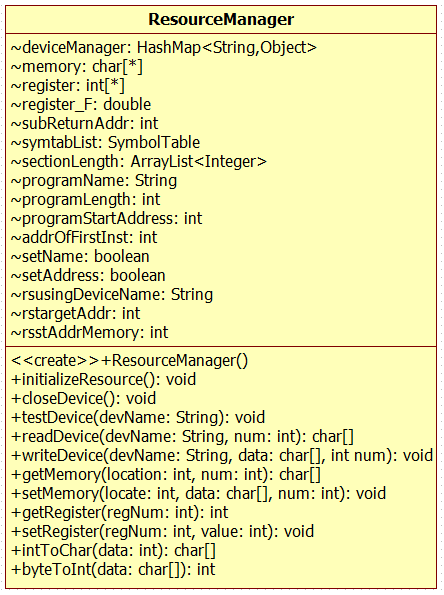 ResourceManager
~deviceManager: HashMap<String,Object>
~memory: char[*]
~register: int[*]
~register_F: double
~subReturnAddr: int
~symtabList: SymbolTable
~sectionLength: ArrayList<Integer>
~programName: String
~programLength: int
~programStartAddress: int
~addrOfFirstInst: int
~setName: boolean
~setAddress: boolean
~rsusingDeviceName: String
~rstargetAddr: int
~rsstAddrMemory: int
<<create>>+ResourceManager()
+initializeResource(): void
+closeDevice(): void
+testDevice(devName: String): void
+readDevice(devName: String, num: int): char[]
+writeDevice(devName: String, data: char[], int num): void
+getMemory(location: int, num: int): char[]
+setMemory(locate: int, data: char[], num: int): void
+getRegister(regNum: int): int
+setRegister(regNum: int, value: int): void
+intToChar(data: int): char[]
+byteToInt(data: char[]): int